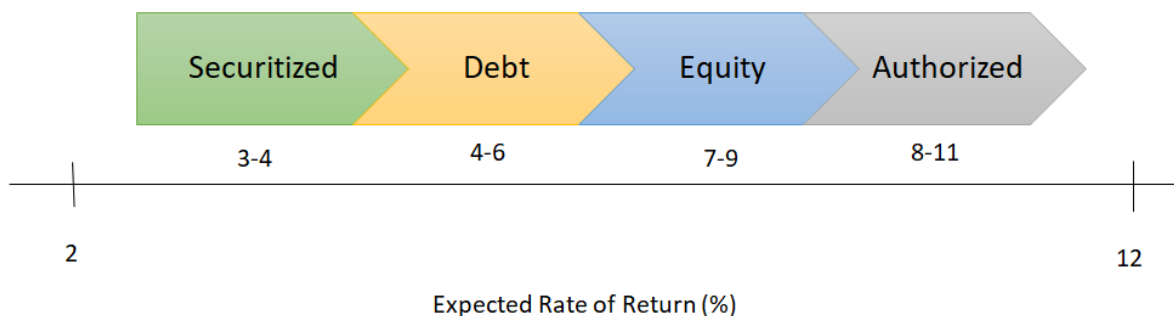 Securitized Debt Equity Authorized
3-4 4-6 7-9 8-11
2 12
Expected Rate of Return (%)